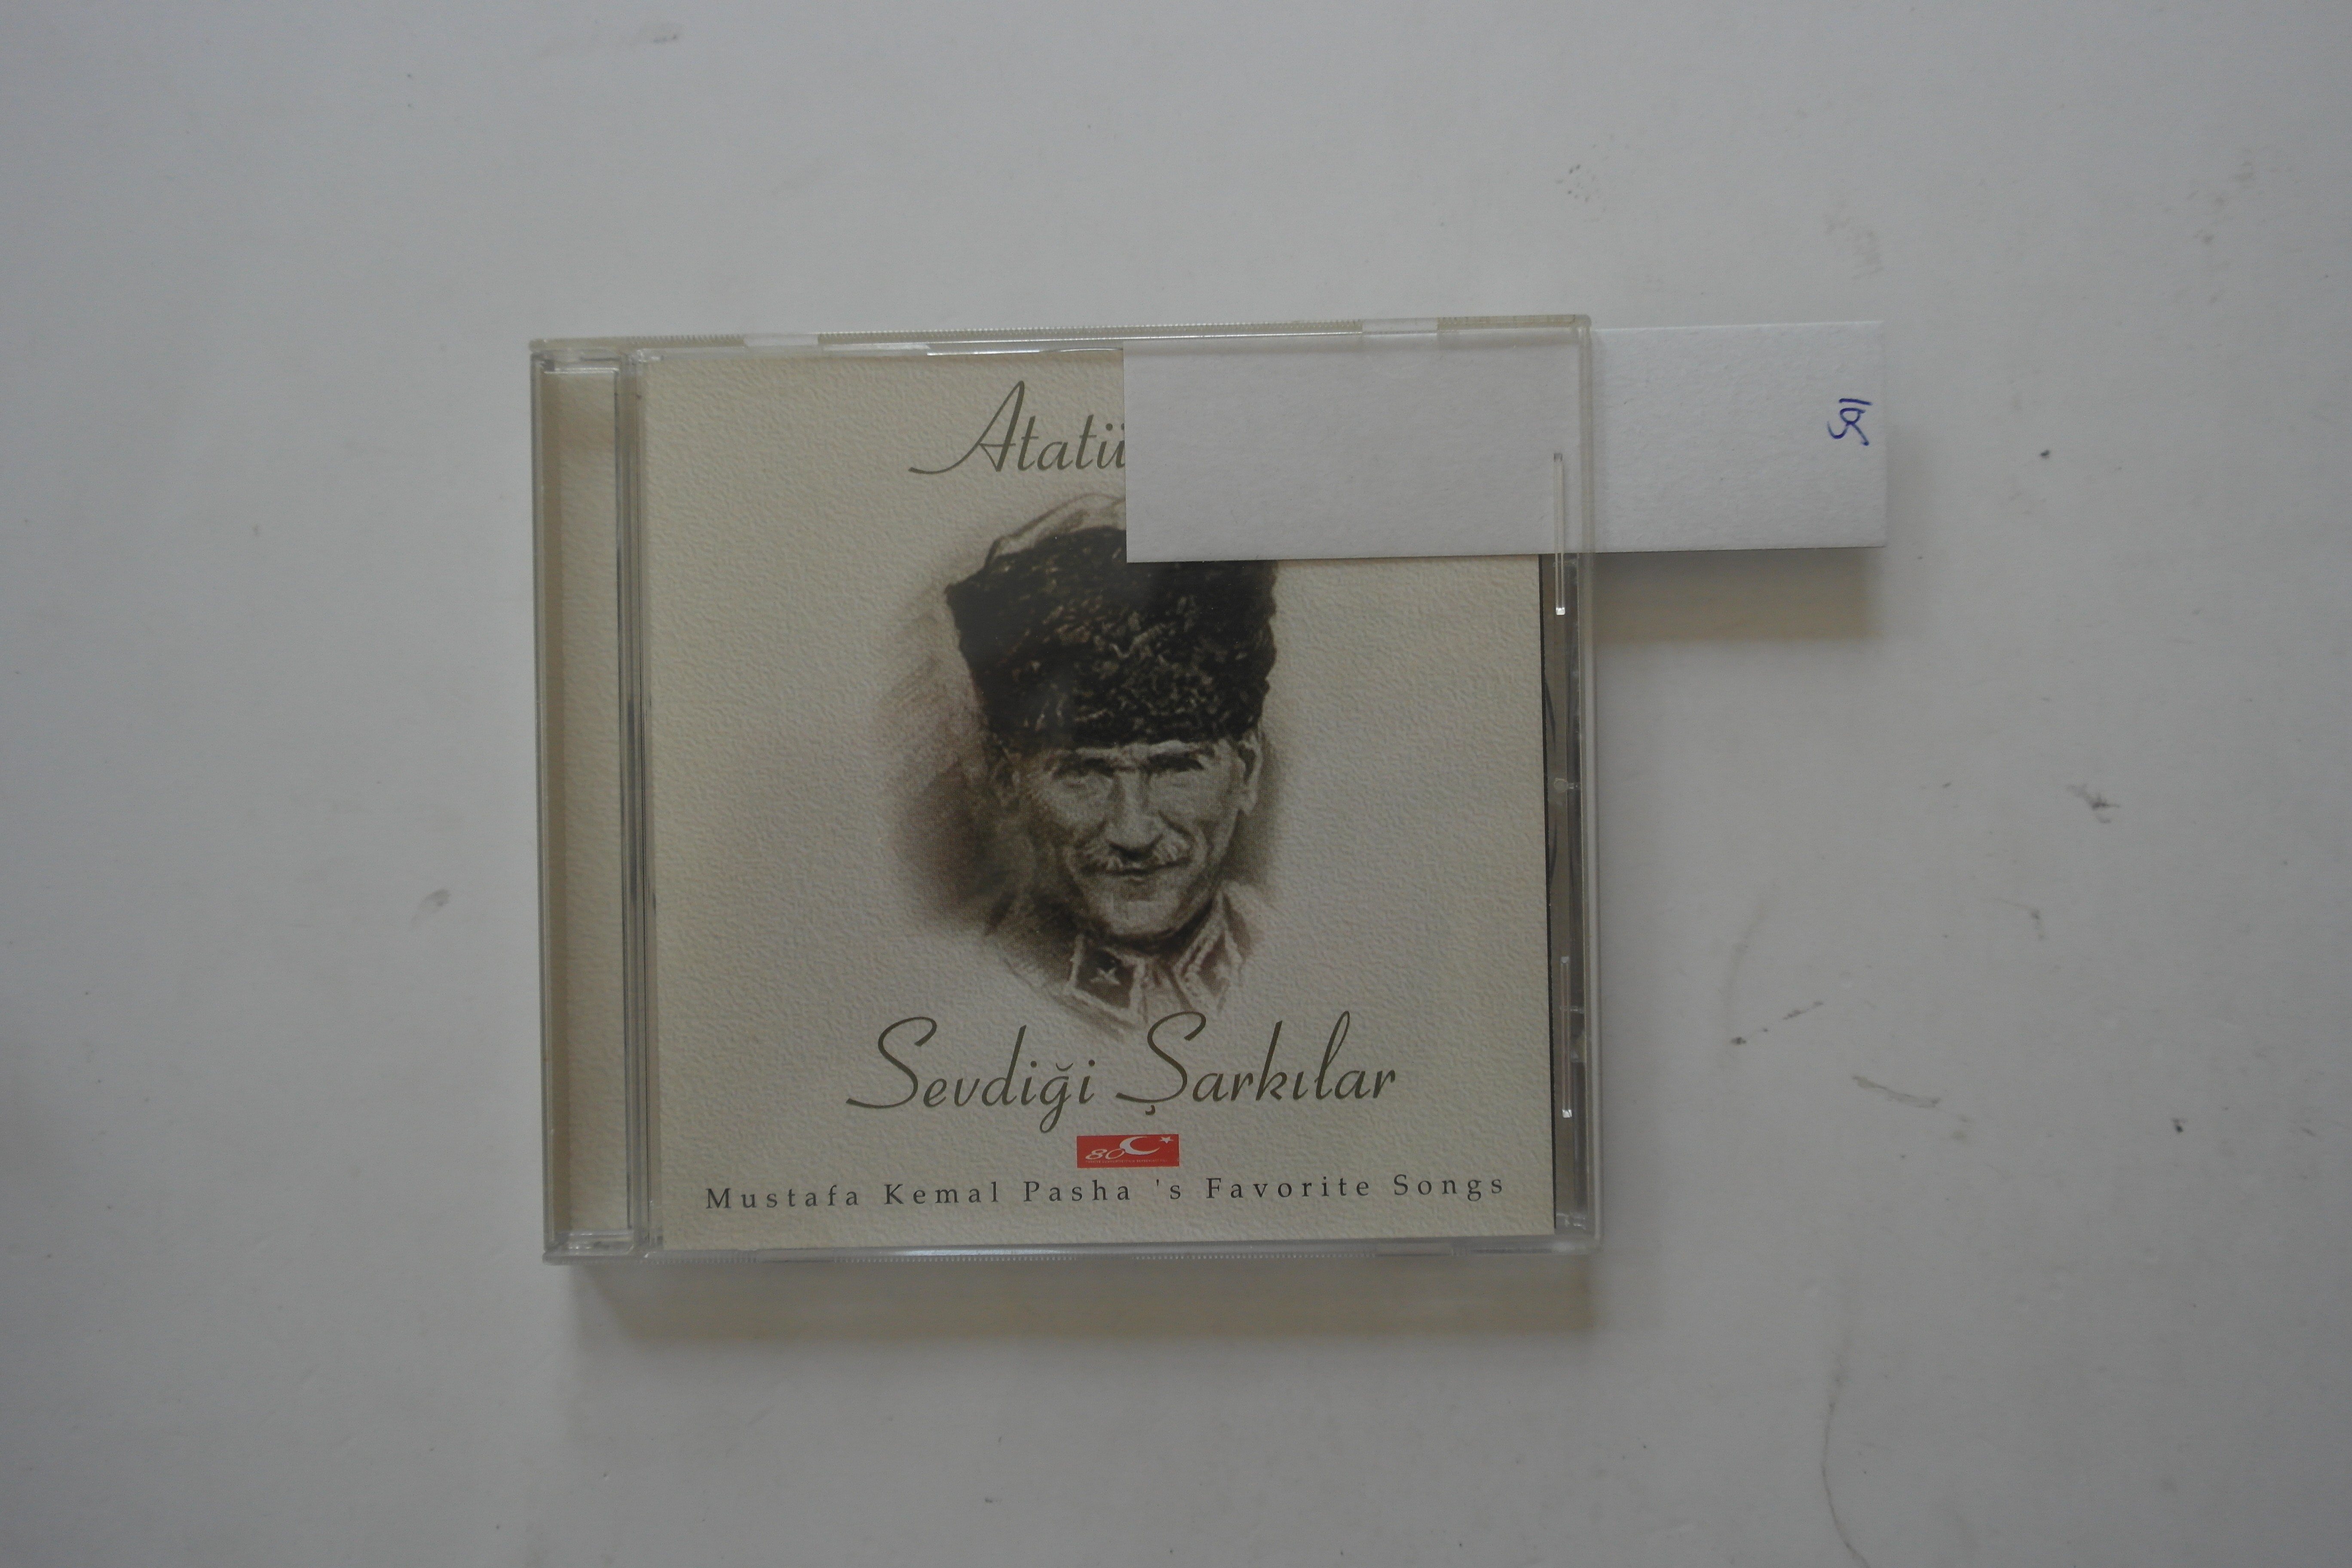 Atatü
Sevdiği Şarkılar
80
Mustafa Kemal Pasha 's Favorite Songs